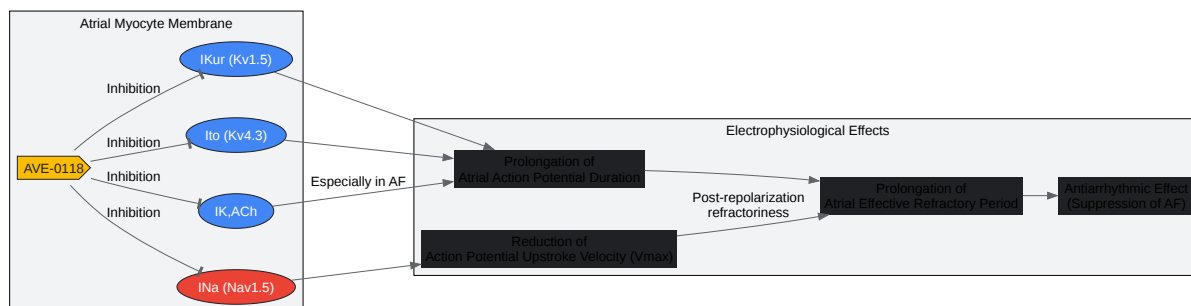 Atrial Myocyte Membrane
AVE-0118
Inhibition
IKur (Kv1.5)
Inhibition
Ito (Kv4.3)
Inhibition
IK,ACh
Inhibition
INa (Nav1.5)
Especially in AF
Electrophysiological Effects
Prolongation of
Atrial Action Potential Duration
Reduction of
Action Potential Upstroke Velocity (Vmax)
Post-repolarization
refractoriness
Prolongation of
Atrial Effective Refractory Period
Antiarrhythmic Effect
(Suppression of AF)